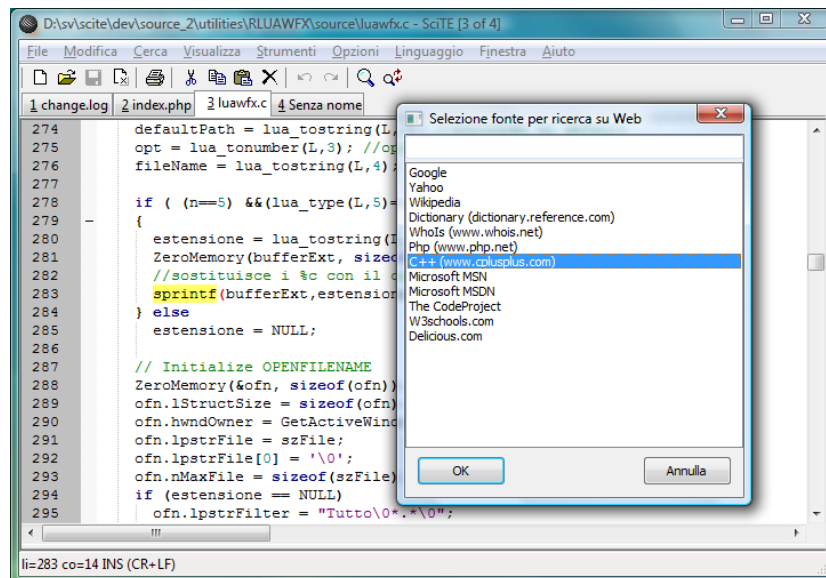 D:\sv\scite\dev\source_2\utilities\RLUAWFX\source\luawfx.c - SciTE [3 of 4]
File Modifica Cerca Visualizza Strumenti Opzioni Linguaggio Finestra Aiuto
1 change.log 2 index.php 3 luawfx.c 4 Senza nome
274 defaultPath = lua_tostring(L,
275 opt = lua_tonumber(L,3); //op
276 fileName = lua_tostring(L,4);
277
278 if ( (n==5) &&(lua_type(L,5)=
279 {
280 estensione = lua_tostring(
281 ZeroMemory(bufferExt, sizeo
282 //sostituisce i %c con il
283 sprintf(bufferExt,estension
284 } else
285 estensione = NULL;
286
287 // Initialize OPENFILENAME
288 ZeroMemory(&ofn, sizeof(ofn))
289 ofn.lStructSize = sizeof(ofn)
290 ofn.hwndOwner = GetActiveWind
291 ofn.lpstrFile = szFile;
292 ofn.lpstrFile[0] = '\0';
293 ofn.nMaxFile = sizeof(szFile)
294 if (estensione == NULL)
295 ofn.lpstrFilter = "Tutto\0*.*\0";
li=283 co=14 INS (CR+LF)
Selezione fonte per ricerca su Web
Google
Yahoo
Wikipedia
Dictionary (dictionary.reference.com)
WhoIs (www.whois.net)
Php (www.php.net)
C++ (www.cplusplus.com)
Microsoft MSN
Microsoft MSDN
The CodeProject
W3schools.com
Delicious.com
OK Annulla